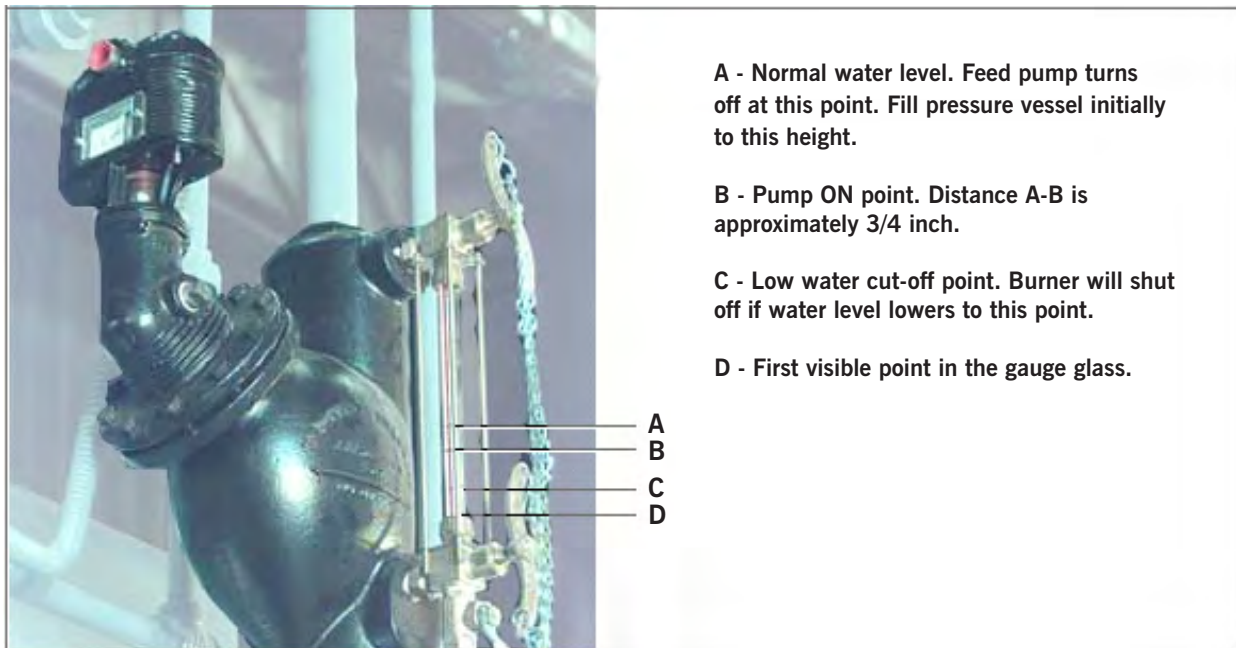 A - Normal water level. Feed pump turns
off at this point. Fill pressure vessel initially
to this height.
B - Pump ON point. Distance A-B is
approximately 3/4 inch.
C - Low water cut-off point. Burner will shut
off if water level lowers to this point.
D - First visible point in the gauge glass.
A
B
C
D